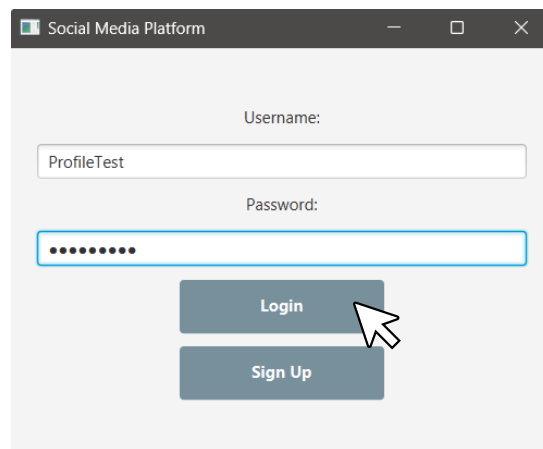 Social Media Platform
Username:
ProfileTest
Password:
•••••••••
Login
Sign Up